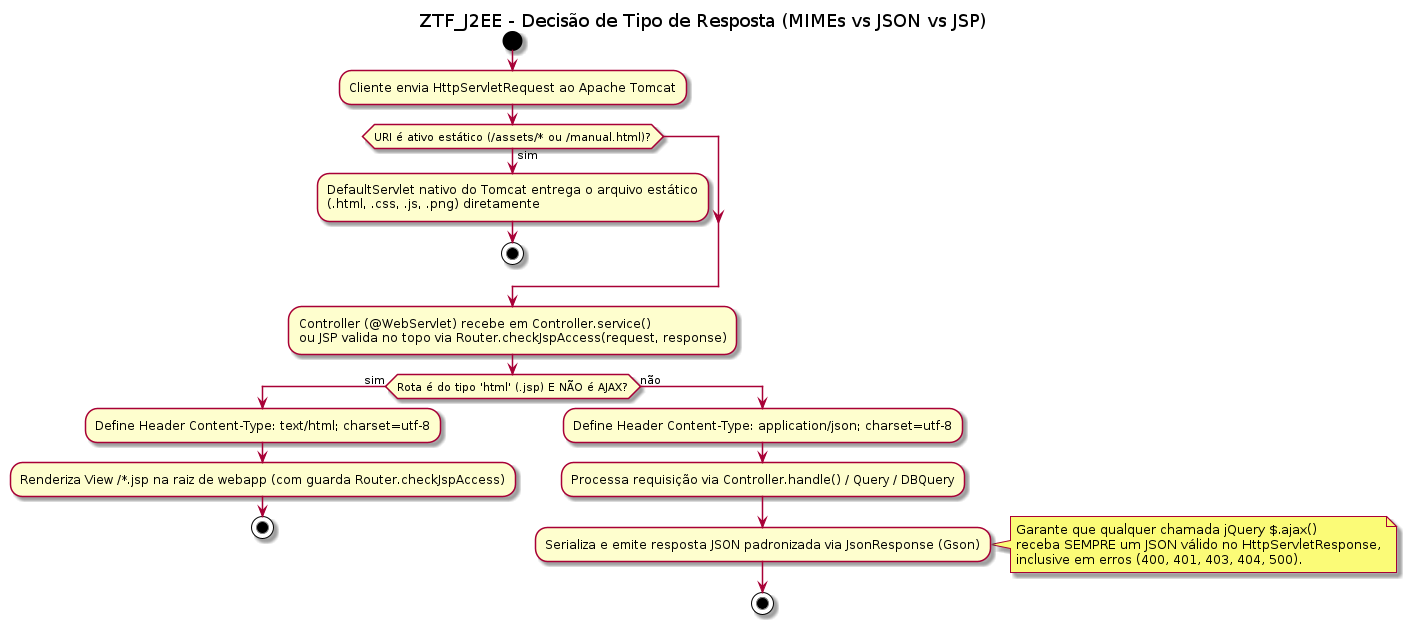 ZTF_J2EE - Decisão de Tipo de Resposta (MIMEs vs JSON vs JSP)
Cliente envia HttpServletRequest ao Apache Tomcat
URI é ativo estático (/assets/* ou /manual.html)?
sim
DefaultServlet nativo do Tomcat entrega o arquivo estático
(.html, .css, .js, .png) diretamente
Controller (@WebServlet) recebe em Controller.service()
ou JSP valida no topo via Router.checkJspAccess(request, response)
sim
Rota é do tipo 'html' (.jsp) E NÃO é AJAX?
não
Define Header Content-Type: text/html; charset=utf-8
Renderiza View /*.jsp na raiz de webapp (com guarda Router.checkJspAccess)
Define Header Content-Type: application/json; charset=utf-8
Processa requisição via Controller.handle() / Query / DBQuery
Serializa e emite resposta JSON padronizada via JsonResponse (Gson)
Garante que qualquer chamada jQuery $.ajax()
receba SEMPRE um JSON válido no HttpServletResponse,
inclusive em erros (400, 401, 403, 404, 500).